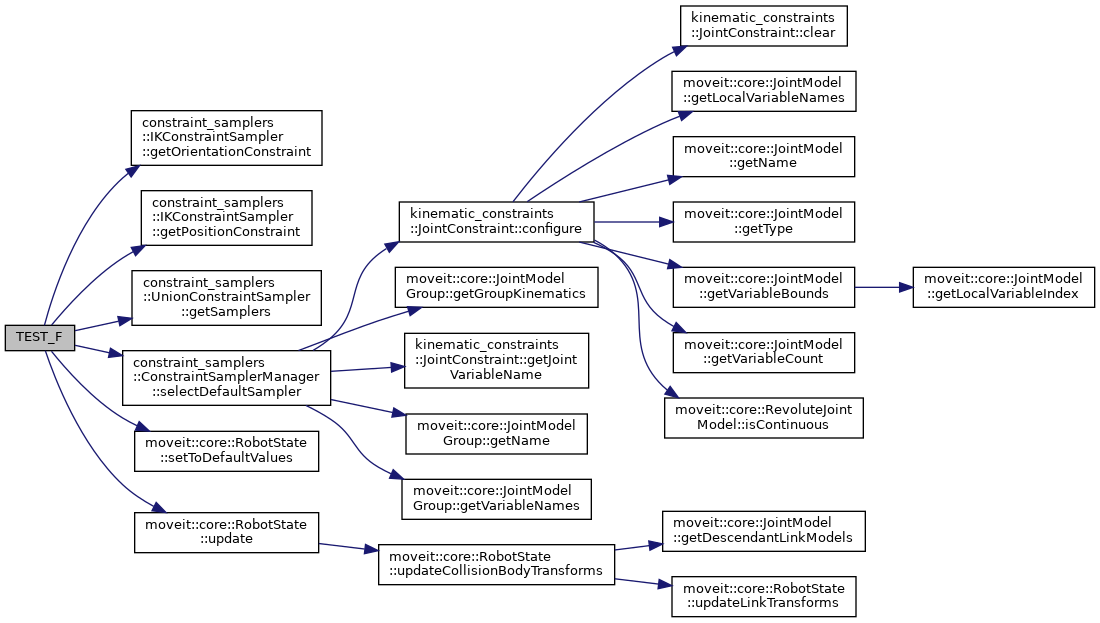 TEST_F
constraint_samplers
::IKConstraintSampler
::getOrientationConstraint
constraint_samplers
::IKConstraintSampler
::getPositionConstraint
constraint_samplers
::UnionConstraintSampler
::getSamplers
constraint_samplers
::ConstraintSamplerManager
::selectDefaultSampler
moveit::core::RobotState
::setToDefaultValues
moveit::core::RobotState
::update
kinematic_constraints
::JointConstraint::configure
moveit::core::JointModel
Group::getGroupKinematics
kinematic_constraints
::JointConstraint::getJoint
VariableName
moveit::core::JointModel
Group::getName
moveit::core::JointModel
Group::getVariableNames
moveit::core::RobotState
::updateCollisionBodyTransforms
kinematic_constraints
::JointConstraint::clear
moveit::core::JointModel
::getLocalVariableNames
moveit::core::JointModel
::getName
moveit::core::JointModel
::getType
moveit::core::JointModel
::getVariableBounds
moveit::core::JointModel
::getVariableCount
moveit::core::RevoluteJoint
Model::isContinuous
moveit::core::JointModel
::getDescendantLinkModels
moveit::core::RobotState
::updateLinkTransforms
moveit::core::JointModel
::getLocalVariableIndex